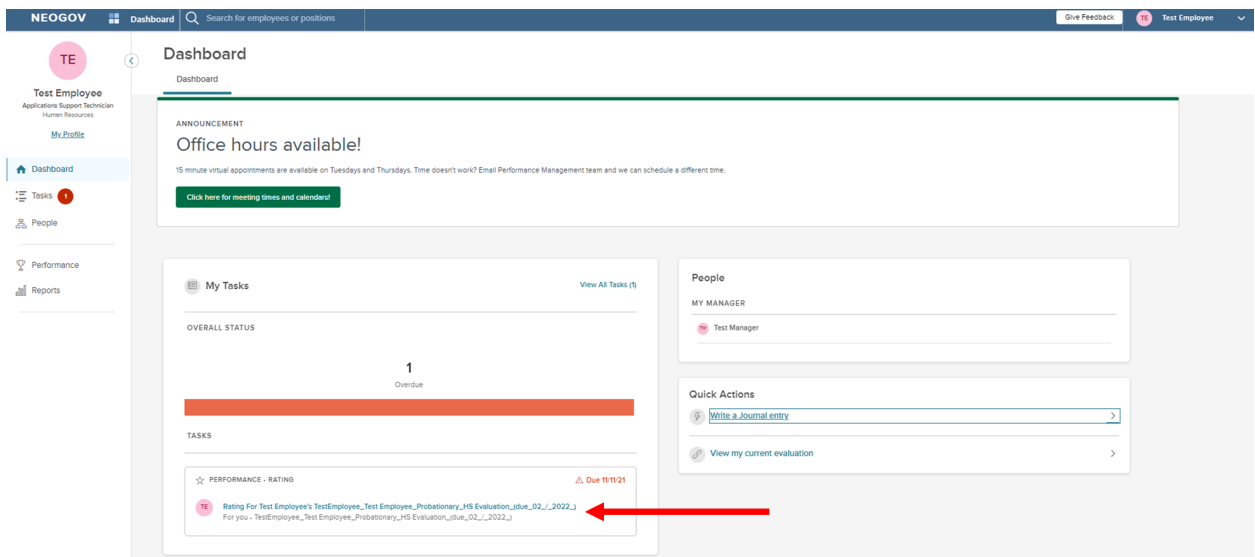 NEOGOV Dashboard Search for employees or positions Give Feedback TE Test Employee
TE
Test Employee
Applications Support Technician
Human Resources
My Profile
Dashboard
Tasks 1
People
Performance
Reports
Dashboard
Dashboard
ANNOUNCEMENT
Office hours available!
15 minute virtual appointments are available on Tuesdays and Thursdays. Time doesn't work? Email Performance Management team and we can schedule a different time.
Click here for meeting times and calendars!
My Tasks View All Tasks (1)
OVERALL STATUS
1
Overdue
TASKS
PERFORMANCE - RATING Due 11/11/21
TE Rating For Test Employee's TestEmployee_Test Employee_Probationary_HS Evaluation_(due_02_/_2022_)
For you - TestEmployee_Test Employee_Probationary_HS Evaluation_(due_02_/_2022_)
People
MY MANAGER
TM Test Manager
Quick Actions
Write a Journal entry
View my current evaluation